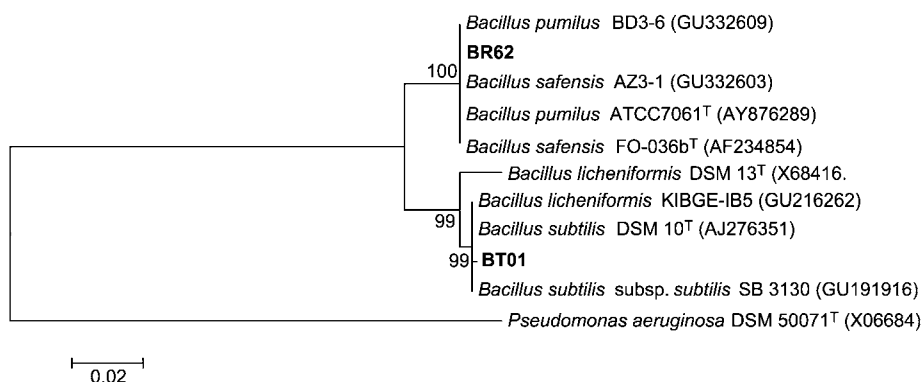 Bacillus pumilus BD3-6 (GU332609)
BR62
100
Bacillus safensis AZ3-1 (GU332603)
Bacillus pumilus ATCC7061ᵀ (AY876289)
Bacillus safensis FO-036bᵀ (AF234854)
Bacillus licheniformis DSM 13ᵀ (X68416.
Bacillus licheniformis KIBGE-IB5 (GU216262)
99
Bacillus subtilis DSM 10ᵀ (AJ276351)
99
BT01
Bacillus subtilis subsp. subtilis SB 3130 (GU191916)
Pseudomonas aeruginosa DSM 50071ᵀ (X06684)
0.02